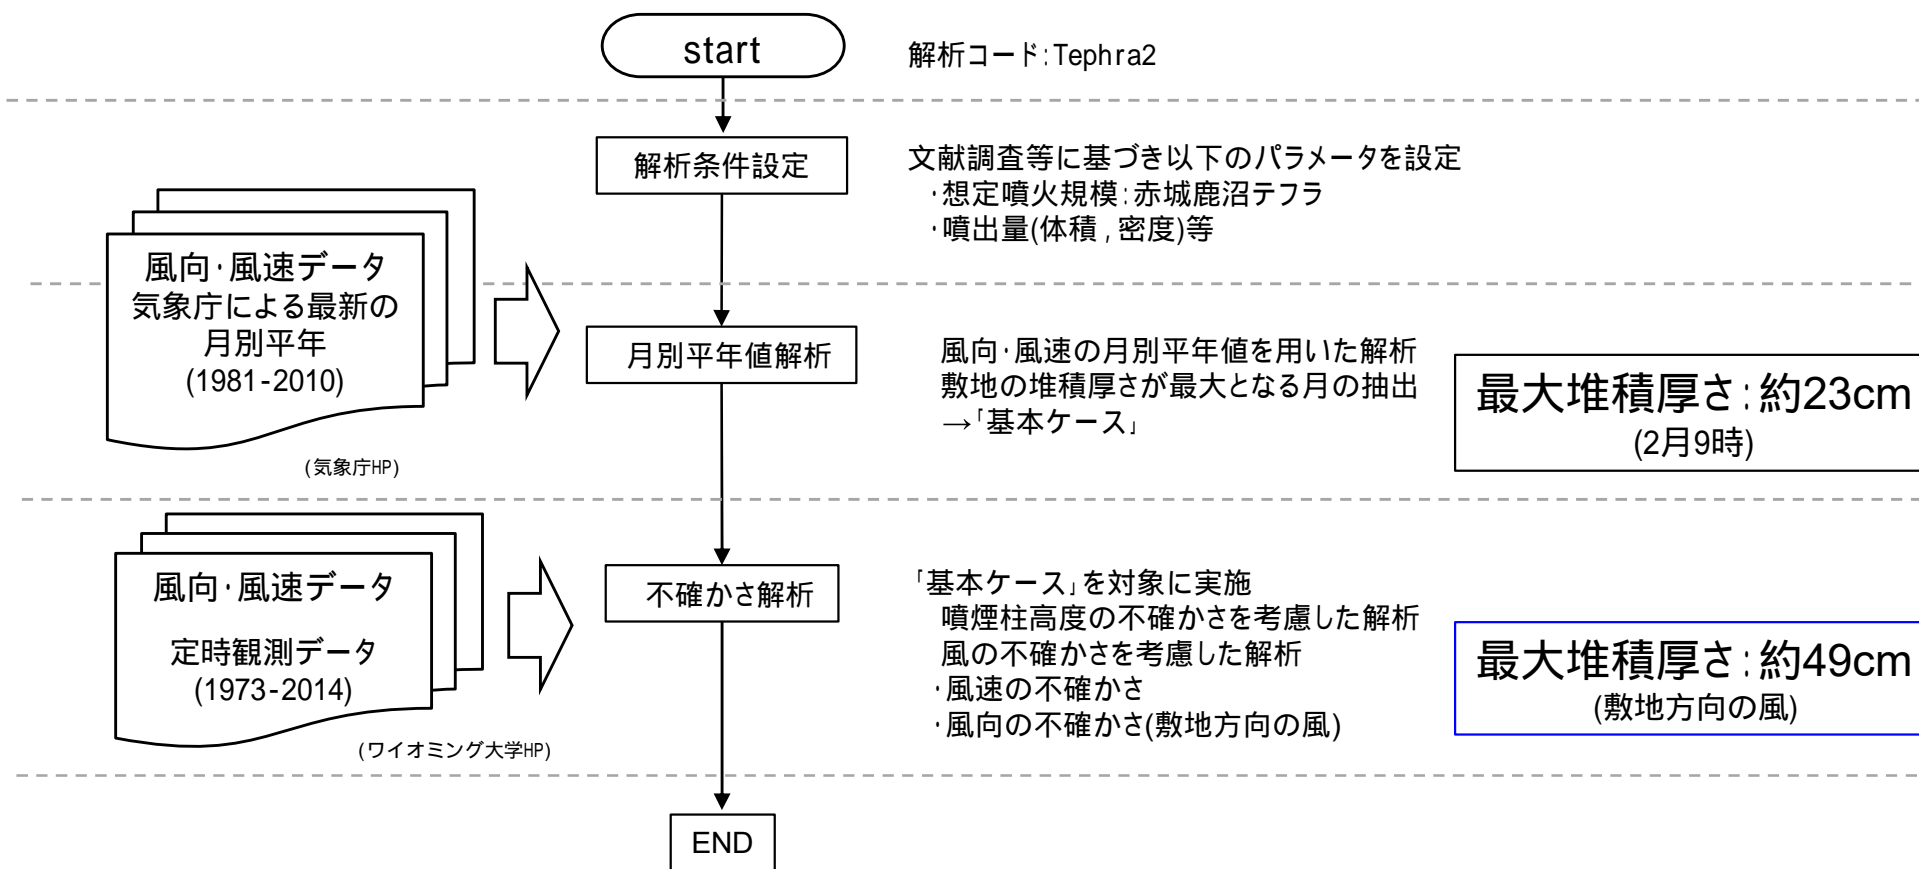 start
解析コード:Tephra2
解析条件設定
文献調査等に基づき以下のパラメータを設定
・想定噴火規模:赤城鹿沼テフラ
・噴出量(体積,密度)等
風向・風速データ
気象庁による最新の
月別平年
(1981-2010)
(気象庁HP)
月別平年値解析
風向・風速の月別平年値を用いた解析
敷地の堆積厚さが最大となる月の抽出
→「基本ケース」
最大堆積厚さ:約23cm
(2月9時)
風向・風速データ
定時観測データ
(1973-2014)
(ワイオミング大学HP)
不確かさ解析
「基本ケース」を対象に実施
噴煙柱高度の不確かさを考慮した解析
風の不確かさを考慮した解析
・風速の不確かさ
・風向の不確かさ(敷地方向の風)
最大堆積厚さ:約49cm
(敷地方向の風)
END